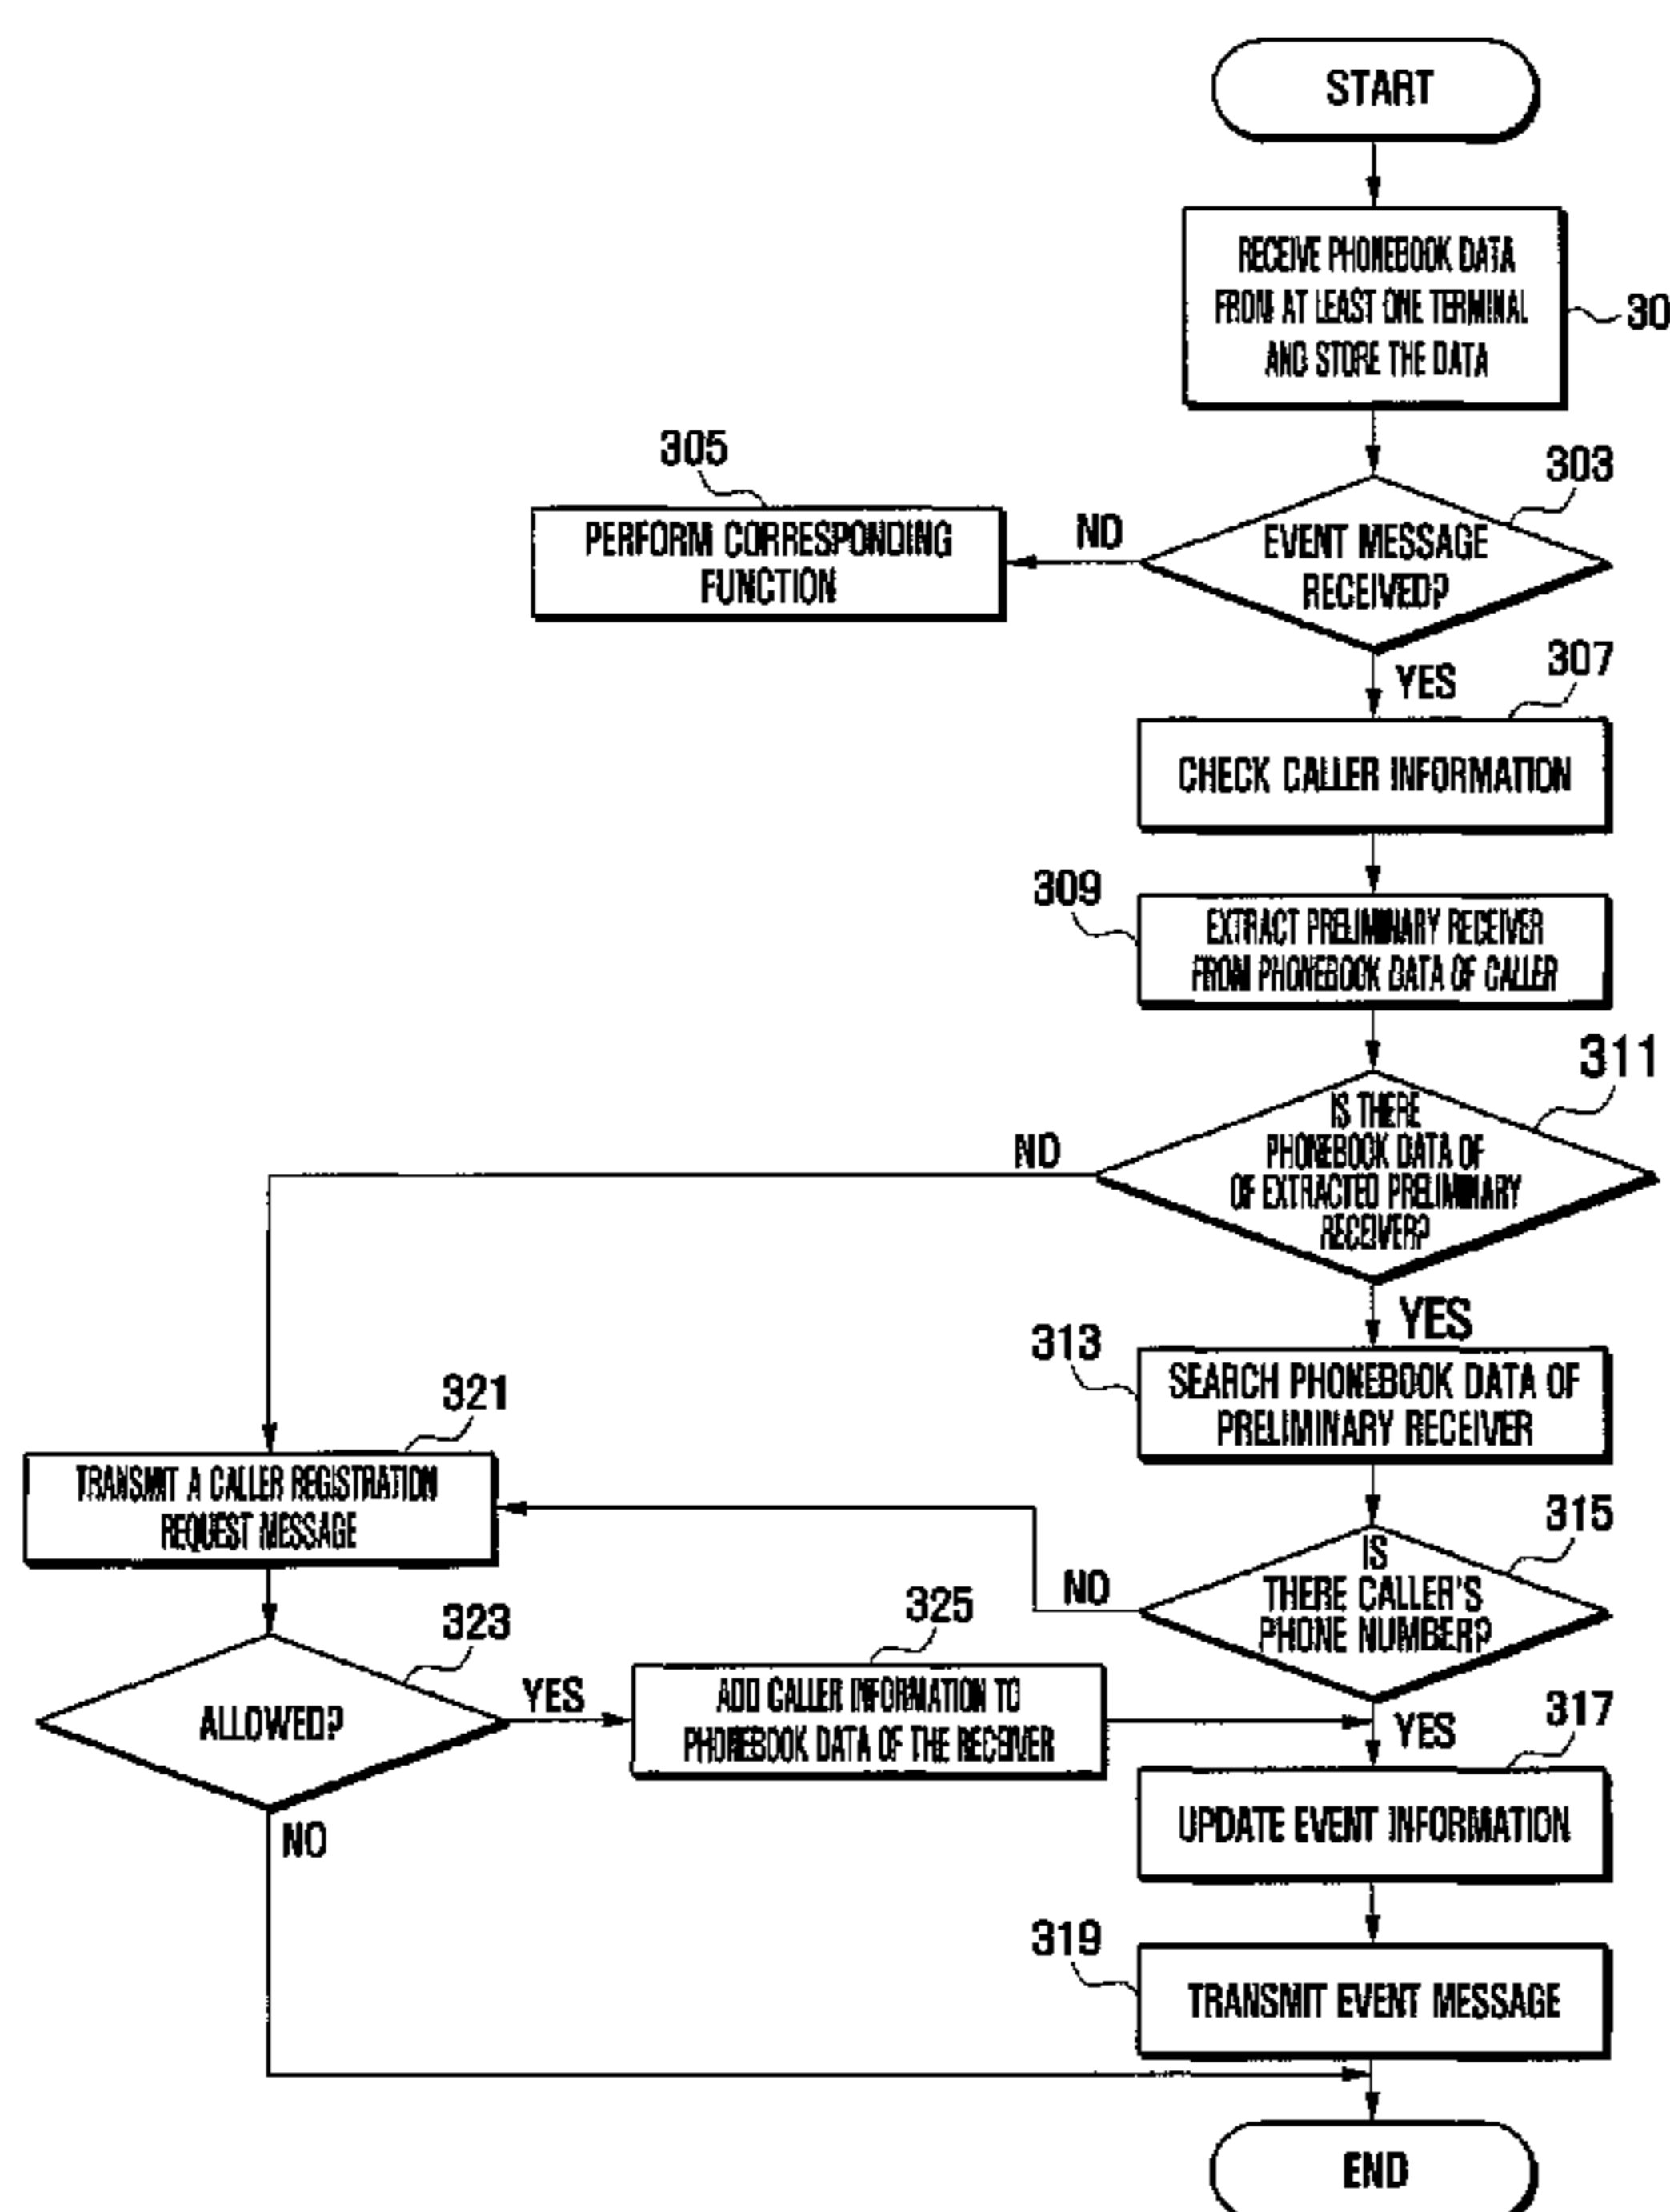 START
RECEIVE PHONEBOOK DATA
FROM AT LEAST ONE TERMINAL
AND STORE THE DATA
30
305
303
PERFORM CORRESPONDING
FUNCTION
NO
EVENT MESSAGE
RECEIVED?
YES
307
CHECK CALLER INFORMATION
309
EXTRACT PRELIMINARY RECEIVER
FROM PHONEBOOK DATA OF CALLER
311
NO
IS THERE
PHONEBOOK DATA OF
OF EXTRACTED PRELIMINARY
RECEIVER?
YES
313
SEARCH PHONEBOOK DATA OF
PRELIMINARY RECEIVER
321
TRANSMIT A CALLER REGISTRATION
REQUEST MESSAGE
315
NO
IS
THERE CALLER'S
PHONE NUMBER?
323
325
ALLOWED?
YES
ADD CALLER INFORMATION TO
PHONEBOOK DATA OF THE RECEIVER
YES
317
NO
UPDATE EVENT INFORMATION
319
TRANSMIT EVENT MESSAGE
END